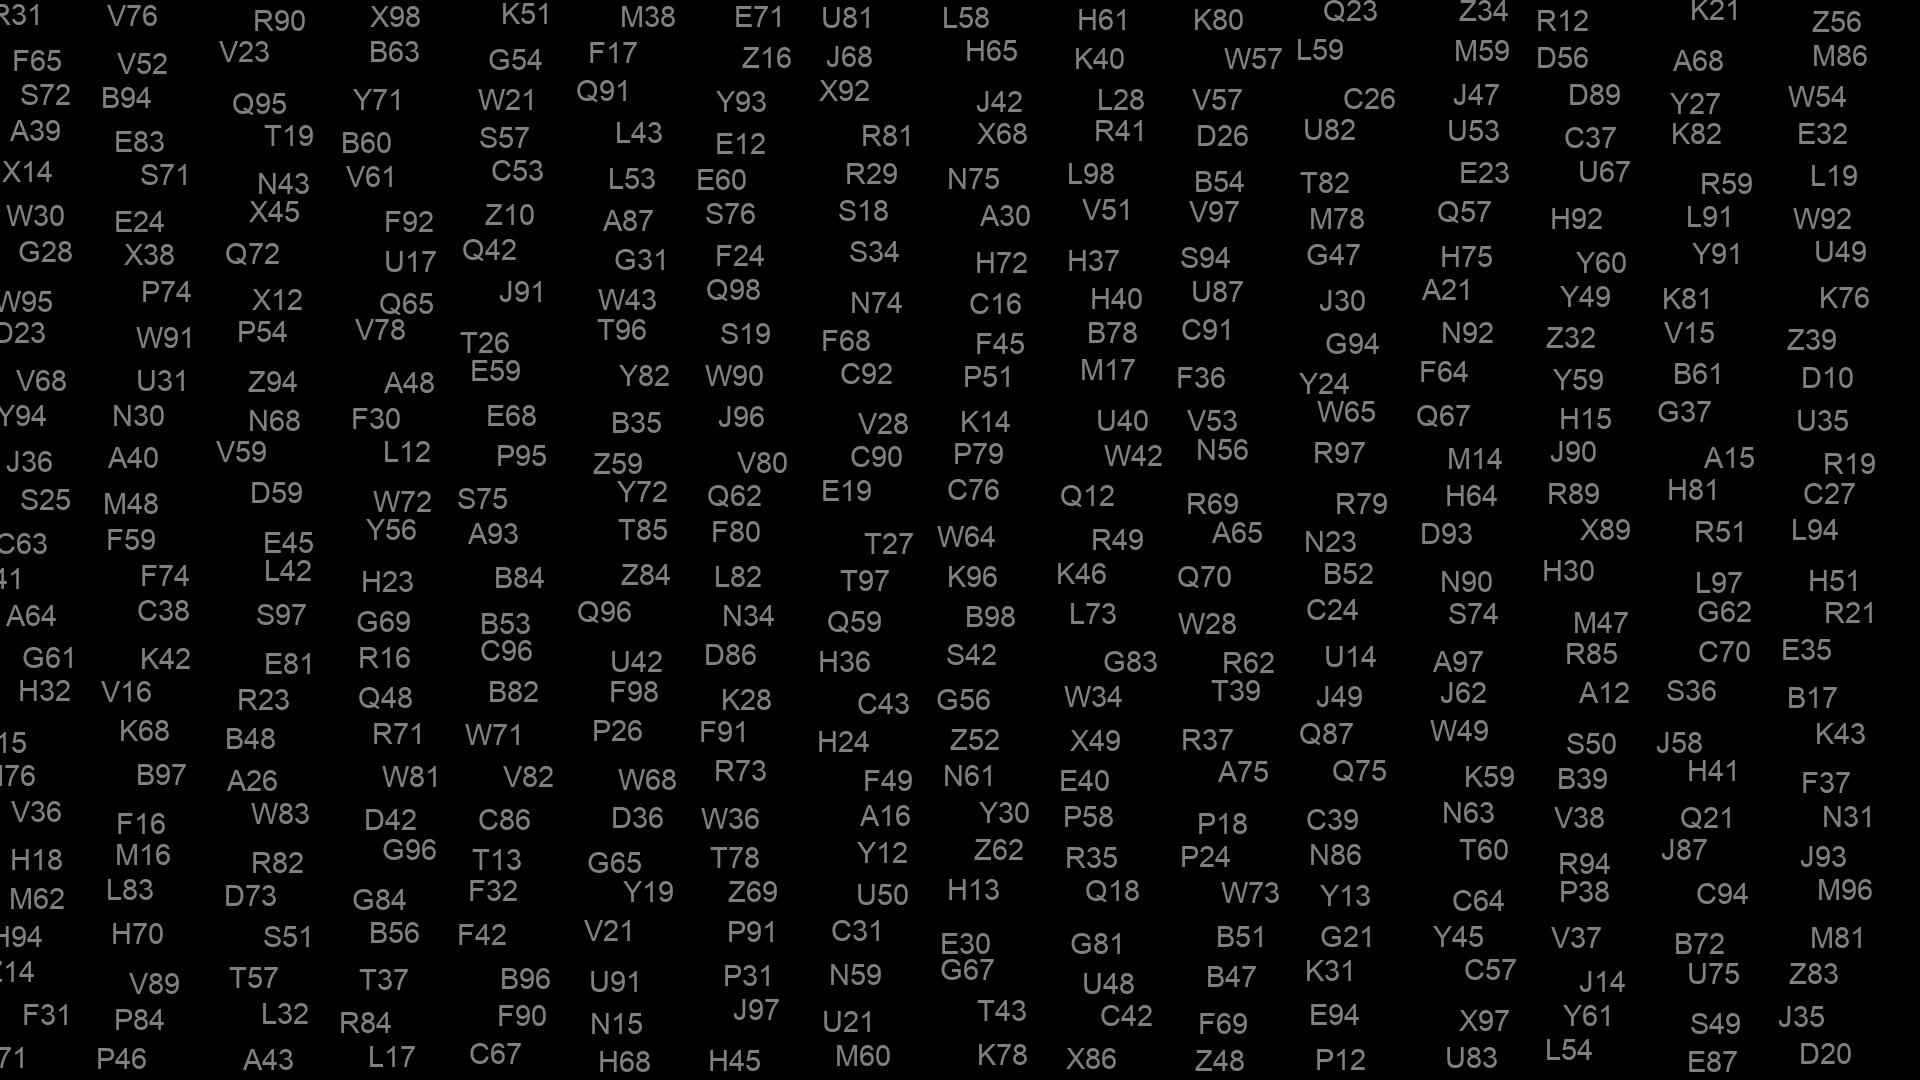 R31 V76 R90 X98 K51 M38 E71 U81 L58 H61 K80 Q23 Z34 R12 K21 Z56
F65 V52 V23 B63 G54 F17 Z16 J68 H65 K40 W57 L59 M59 D56 A68 M86
S72 B94 Q95 Y71 W21 Q91 Y93 X92 J42 L28 V57 C26 J47 D89 Y27 W54
A39 E83 T19 B60 S57 L43 E12 R81 X68 R41 D26 U82 U53 C37 K82 E32
X14 S71 N43 V61 C53 L53 E60 R29 N75 L98 B54 T82 E23 U67 R59 L19
W30 E24 X45 F92 Z10 A87 S76 S18 A30 V51 V97 M78 Q57 H92 L91 W92
G28 X38 Q72 U17 Q42 G31 F24 S34 H72 H37 S94 G47 H75 Y60 Y91 U49
W95 P74 X12 Q65 J91 W43 Q98 N74 C16 H40 U87 J30 A21 Y49 K81 K76
D23 W91 P54 V78 T26 T96 S19 F68 F45 B78 C91 G94 N92 Z32 V15 Z39
V68 U31 Z94 A48 E59 Y82 W90 C92 P51 M17 F36 Y24 F64 Y59 B61 D10
Y94 N30 N68 F30 E68 B35 J96 V28 K14 U40 V53 W65 Q67 H15 G37 U35
J36 A40 V59 L12 P95 Z59 V80 C90 P79 W42 N56 R97 M14 J90 A15 R19
S25 M48 D59 W72 S75 Y72 Q62 E19 C76 Q12 R69 R79 H64 R89 H81 C27
C63 F59 E45 Y56 A93 T85 F80 T27 W64 R49 A65 N23 D93 X89 R51 L94
41 F74 L42 H23 B84 Z84 L82 T97 K96 K46 Q70 B52 N90 H30 L97 H51
A64 C38 S97 G69 B53 Q96 N34 Q59 B98 L73 W28 C24 S74 M47 G62 R21
G61 K42 E81 R16 C96 U42 D86 H36 S42 G83 R62 U14 A97 R85 C70 E35
H32 V16 R23 Q48 B82 F98 K28 C43 G56 W34 T39 J49 J62 A12 S36 B17
15 K68 B48 R71 W71 P26 F91 H24 Z52 X49 R37 Q87 W49 S50 J58 K43
76 B97 A26 W81 V82 W68 R73 F49 N61 E40 A75 Q75 K59 B39 H41 F37
V36 F16 W83 D42 C86 D36 W36 A16 Y30 P58 P18 C39 N63 V38 Q21 N31
H18 M16 R82 G96 T13 G65 T78 Y12 Z62 R35 P24 N86 T60 R94 J87 J93
M62 L83 D73 G84 F32 Y19 Z69 U50 H13 Q18 W73 Y13 C64 P38 C94 M96
H94 H70 S51 B56 F42 V21 P91 C31 E30 G81 B51 G21 Y45 V37 B72 M81
14 V89 T57 T37 B96 U91 P31 N59 G67 U48 B47 K31 C57 J14 U75 Z83
F31 P84 L32 R84 F90 N15 J97 U21 T43 C42 F69 E94 X97 Y61 S49 J35
71 P46 A43 L17 C67 H68 H45 M60 K78 X86 Z48 P12 U83 L54 E87 D20